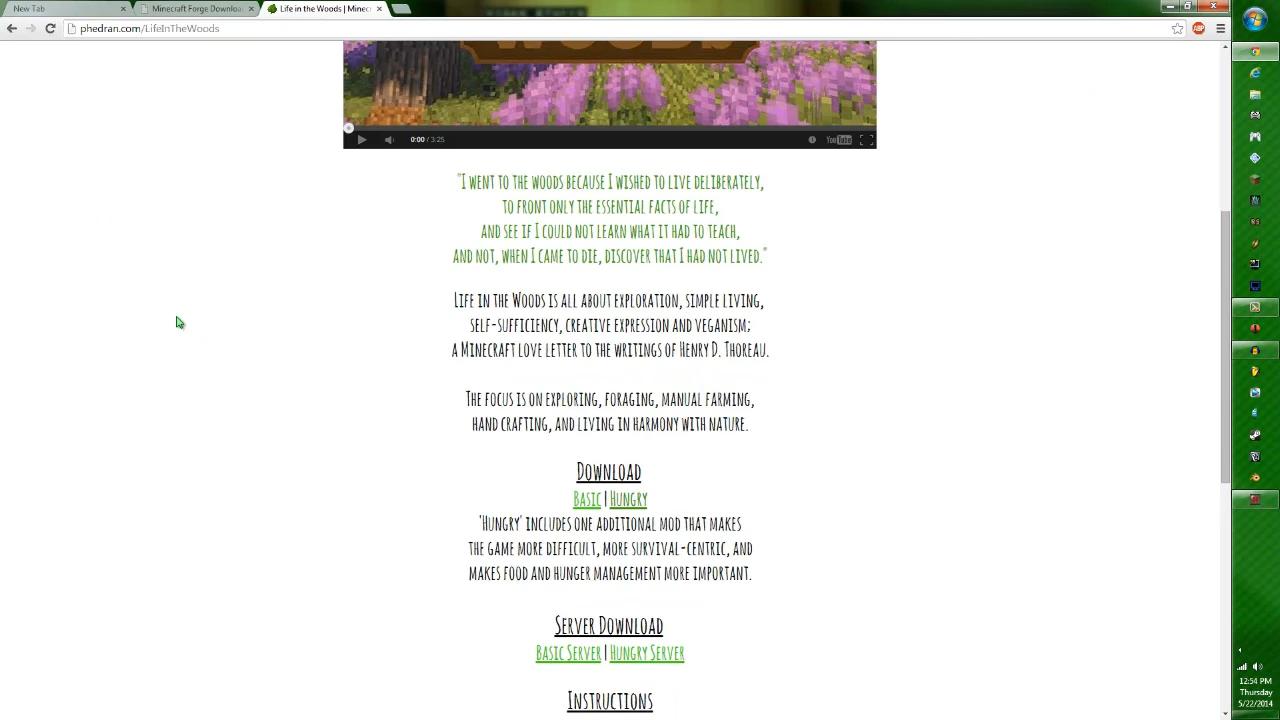 New Tab
Minecraft Forge Downloa
Life in the Woods | Minec
phedran.com/LifeInTheWoods
ABP
WOODS
0:00 / 3:25
YouTube
"I went to the woods because I wished to live deliberately,
to front only the essential facts of life,
and see if I could not learn what it had to teach,
and not, when I came to die, discover that I had not lived."
Life in the Woods is all about exploration, simple living,
self-sufficiency, creative expression and veganism;
a Minecraft love letter to the writings of Henry D. Thoreau.
The focus is on exploring, foraging, manual farming,
hand crafting, and living in harmony with nature.
Download
Basic | Hungry
'Hungry' includes one additional mod that makes
the game more difficult, more survival-centric, and
makes food and hunger management more important.
Server Download
Basic Server | Hungry Server
Instructions
12:54 PM
Thursday
5/22/2014